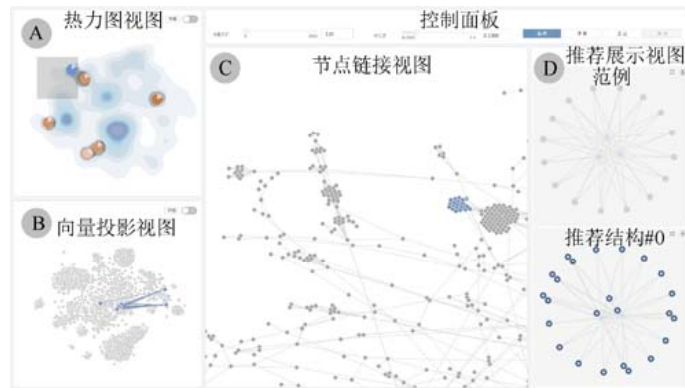 A 热力图视图
控制面板
C 节点链接视图
D 推荐展示视图
范例
B 向量投影视图
推荐结构#0